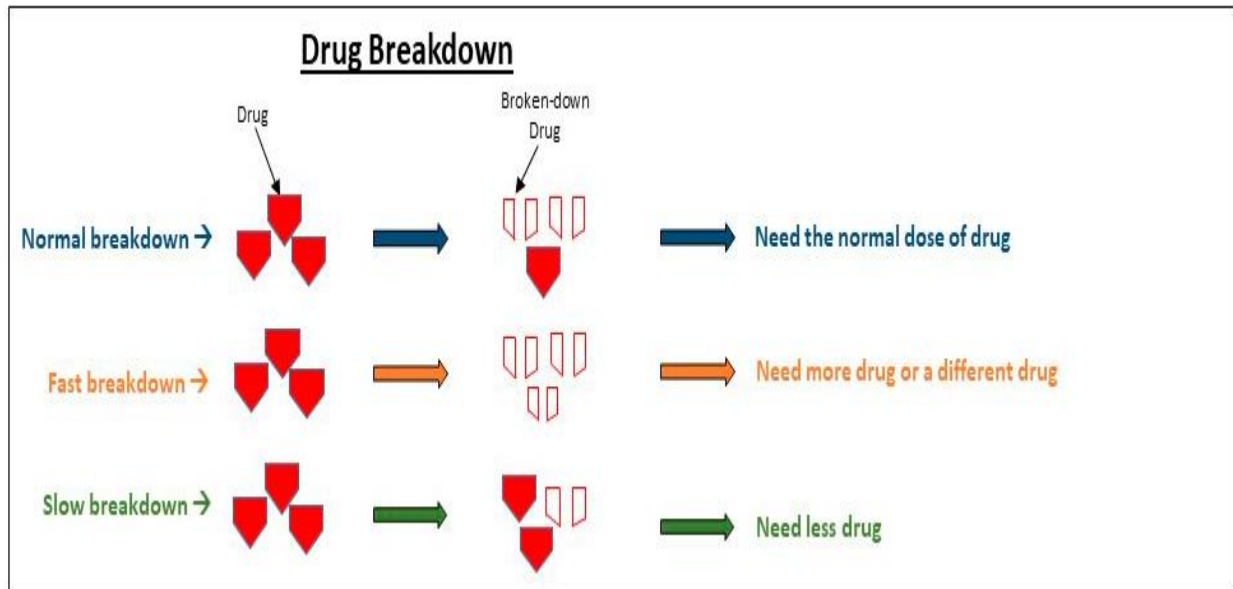 Drug Breakdown
Drug
Broken-down
Drug
Normal breakdown →
Need the normal dose of drug
Fast breakdown →
Need more drug or a different drug
Slow breakdown →
Need less drug